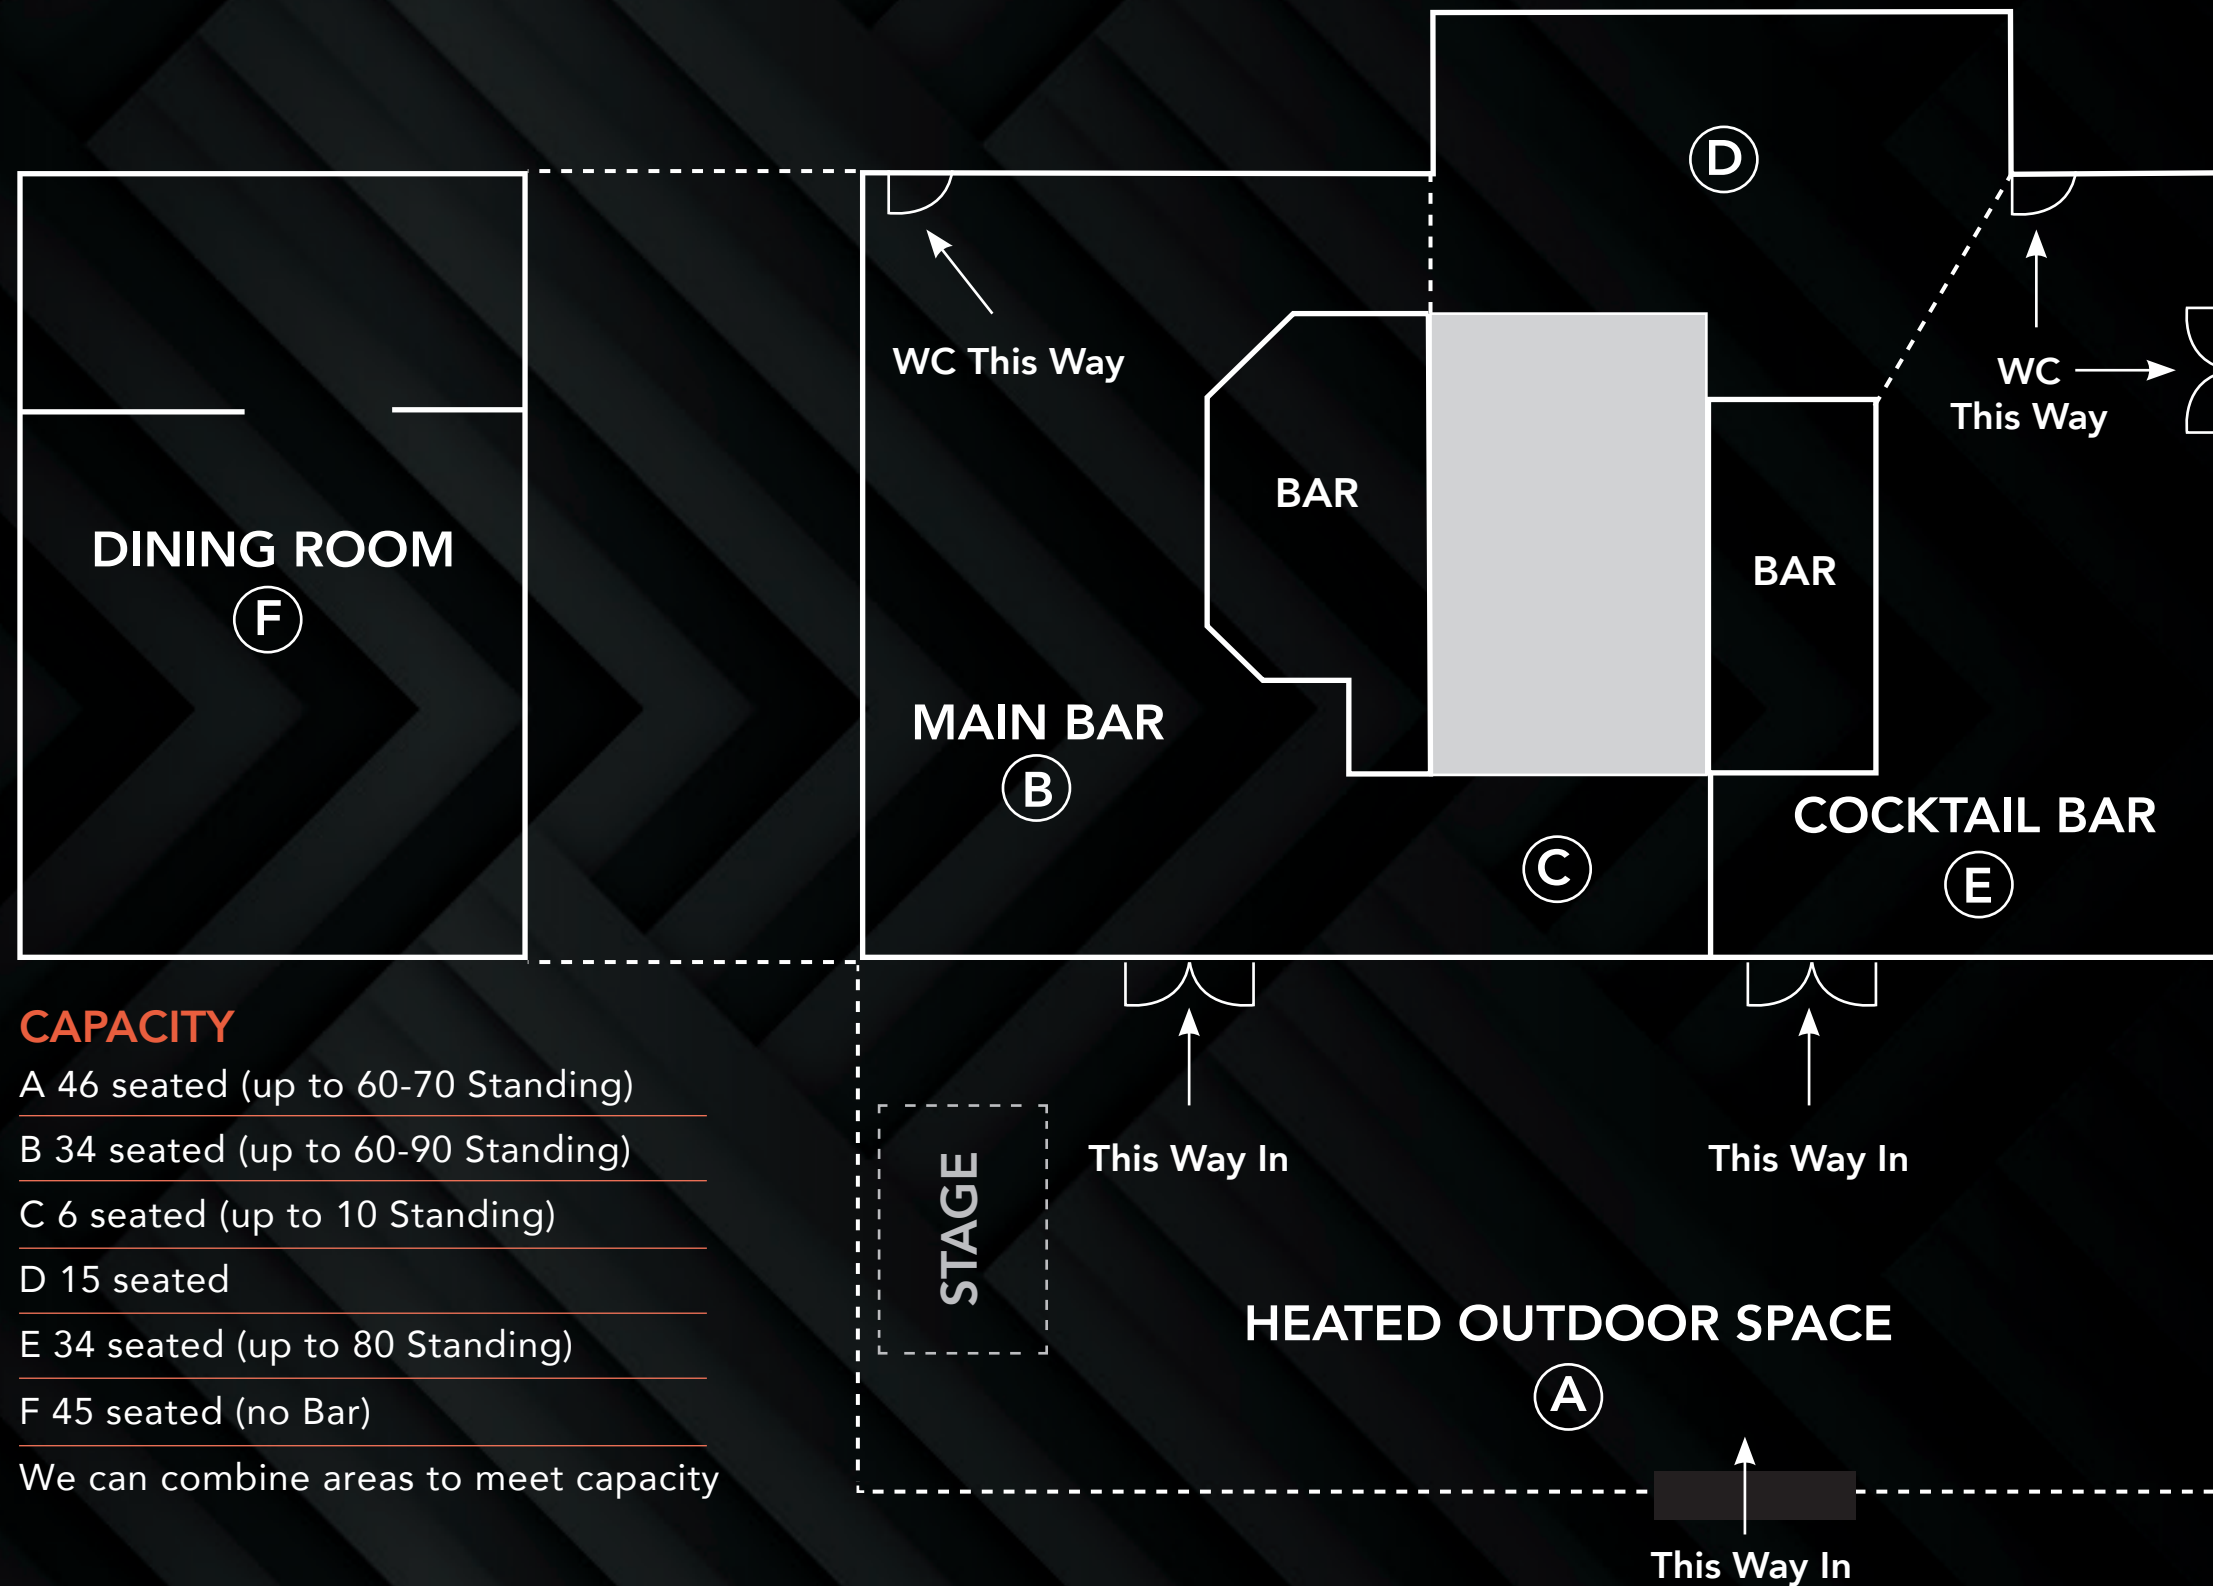 D
WC This Way
WC
This Way
BAR
BAR
DINING ROOM
F
MAIN BAR
B
COCKTAIL BAR
E
C
CAPACITY
A 46 seated (up to 60-70 Standing)
B 34 seated (up to 60-90 Standing)
C 6 seated (up to 10 Standing)
D 15 seated
E 34 seated (up to 80 Standing)
F 45 seated (no Bar)
We can combine areas to meet capacity
This Way In
This Way In
STAGE
HEATED OUTDOOR SPACE
A
This Way In